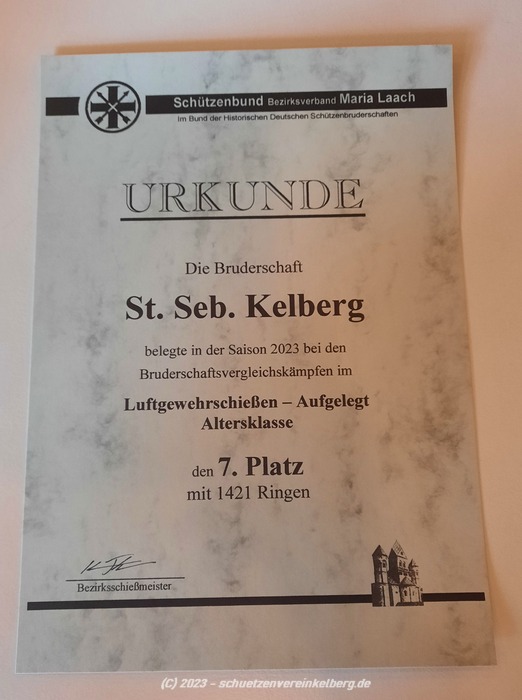 Schützenbund Bezirksverband Maria Laach
Im Bund der Historischen Deutschen Schützenbruderschaften
URKUNDE
Die Bruderschaft
St. Seb. Kelberg
belegte in der Saison 2023 bei den
Bruderschaftsvergleichskämpfen im
Luftgewehrschießen – Aufgelegt
Altersklasse
den 7. Platz
mit 1421 Ringen
Bezirksschießmeister
(C) 2023 - schuetzenvereinkelberg.de